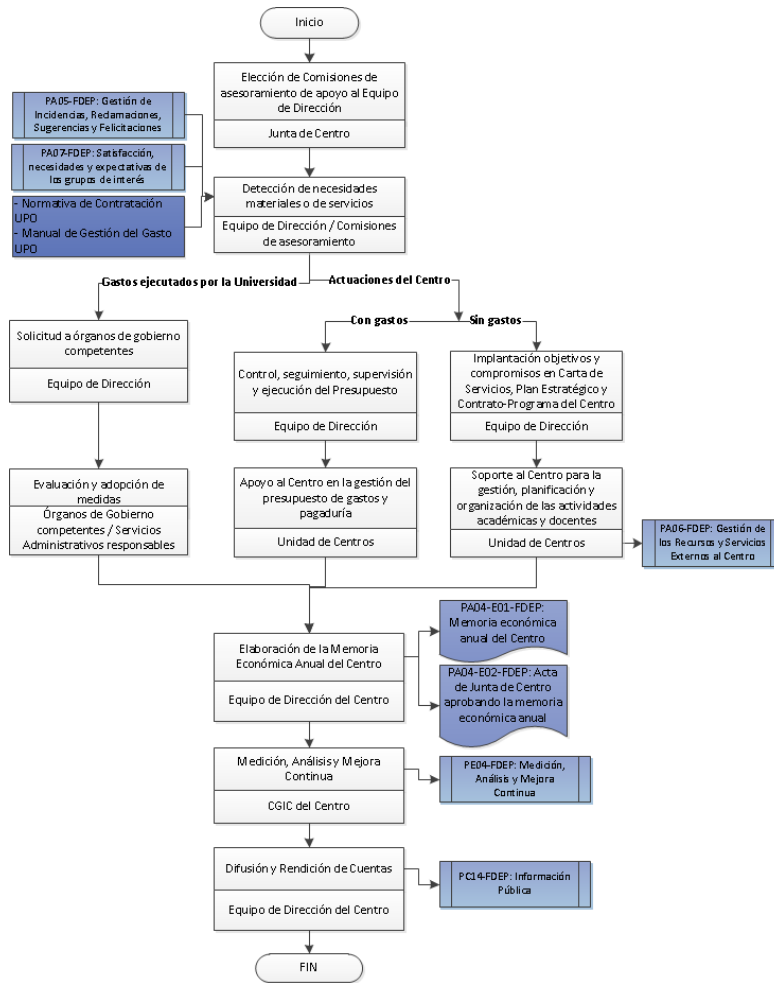 Inicio
Elección de Comisiones de
asesoramiento de apoyo al Equipo
de Dirección
Junta de Centro
PA05-FDEP: Gestión de
Incidencias, Reclamaciones,
Sugerencias y Felicitaciones
PA07-FDEP: Satisfacción,
necesidades y expectativas de
los grupos de interés
- Normativa de Contratación
UPO
- Manual de Gestión del Gasto
UPO
Detección de necesidades
materiales o de servicios
Equipo de Dirección / Comisiones
de asesoramiento
Gastos ejecutados por la Universidad
Actuaciones del Centro
Con gastos
Sin gastos
Solicitud a órganos de gobierno
competentes
Equipo de Dirección
Control, seguimiento, supervisión
y ejecución del Presupuesto
Equipo de Dirección
Implantación objetivos y
compromisos en Carta de
Servicios, Plan Estratégico y
Contrato-Programa del Centro
Equipo de Dirección
Evaluación y adopción de
medidas
Órganos de Gobierno
competentes / Servicios
Administrativos responsables
Apoyo al Centro en la gestión del
presupuesto de gastos y
pagaduría
Unidad de Centros
Soporte al Centro para la
gestión, planificación y
organización de las actividades
académicas y docentes
Unidad de Centros
PA06-FDEP: Gestión de
los Recursos y Servicios
Externos al Centro
Elaboración de la Memoria
Económica Anual del Centro
Equipo de Dirección del Centro
PA04-E01-FDEP:
Memoria económica
anual del Centro
PA04-E02-FDEP: Acta
de Junta de Centro
aprobando la memoria
económica anual
Medición, Análisis y Mejora
Continua
CGIC del Centro
PE04-FDEP: Medición,
Análisis y Mejora
Continua
Difusión y Rendición de Cuentas
Equipo de Dirección del Centro
PC14-FDEP: Información
Pública
FIN